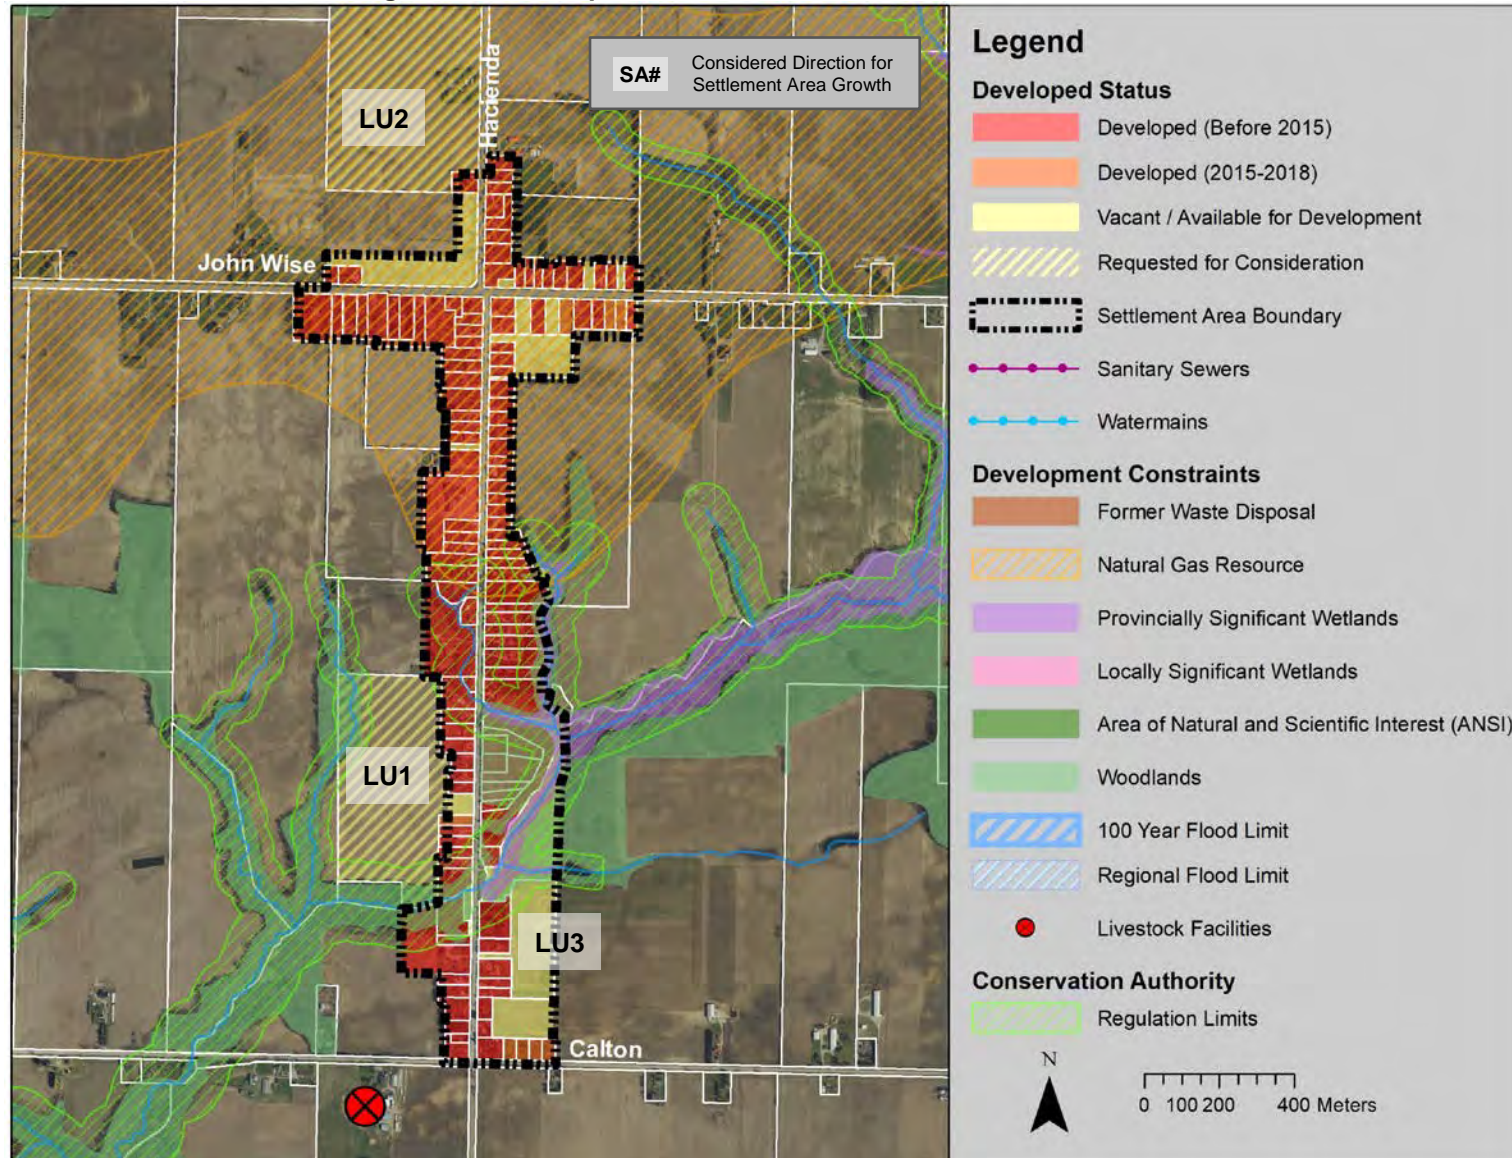 SA#
Considered Direction for
Settlement Area Growth
Hacienda
LU2
John Wise
LU1
LU3
Calton
Legend
Developed Status
Developed (Before 2015)
Developed (2015-2018)
Vacant / Available for Development
Requested for Consideration
Settlement Area Boundary
Sanitary Sewers
Watermains
Development Constraints
Former Waste Disposal
Natural Gas Resource
Provincially Significant Wetlands
Locally Significant Wetlands
Area of Natural and Scientific Interest (ANSI)
Woodlands
100 Year Flood Limit
Regional Flood Limit
Livestock Facilities
Conservation Authority
Regulation Limits
N
0 100 200 400 Meters